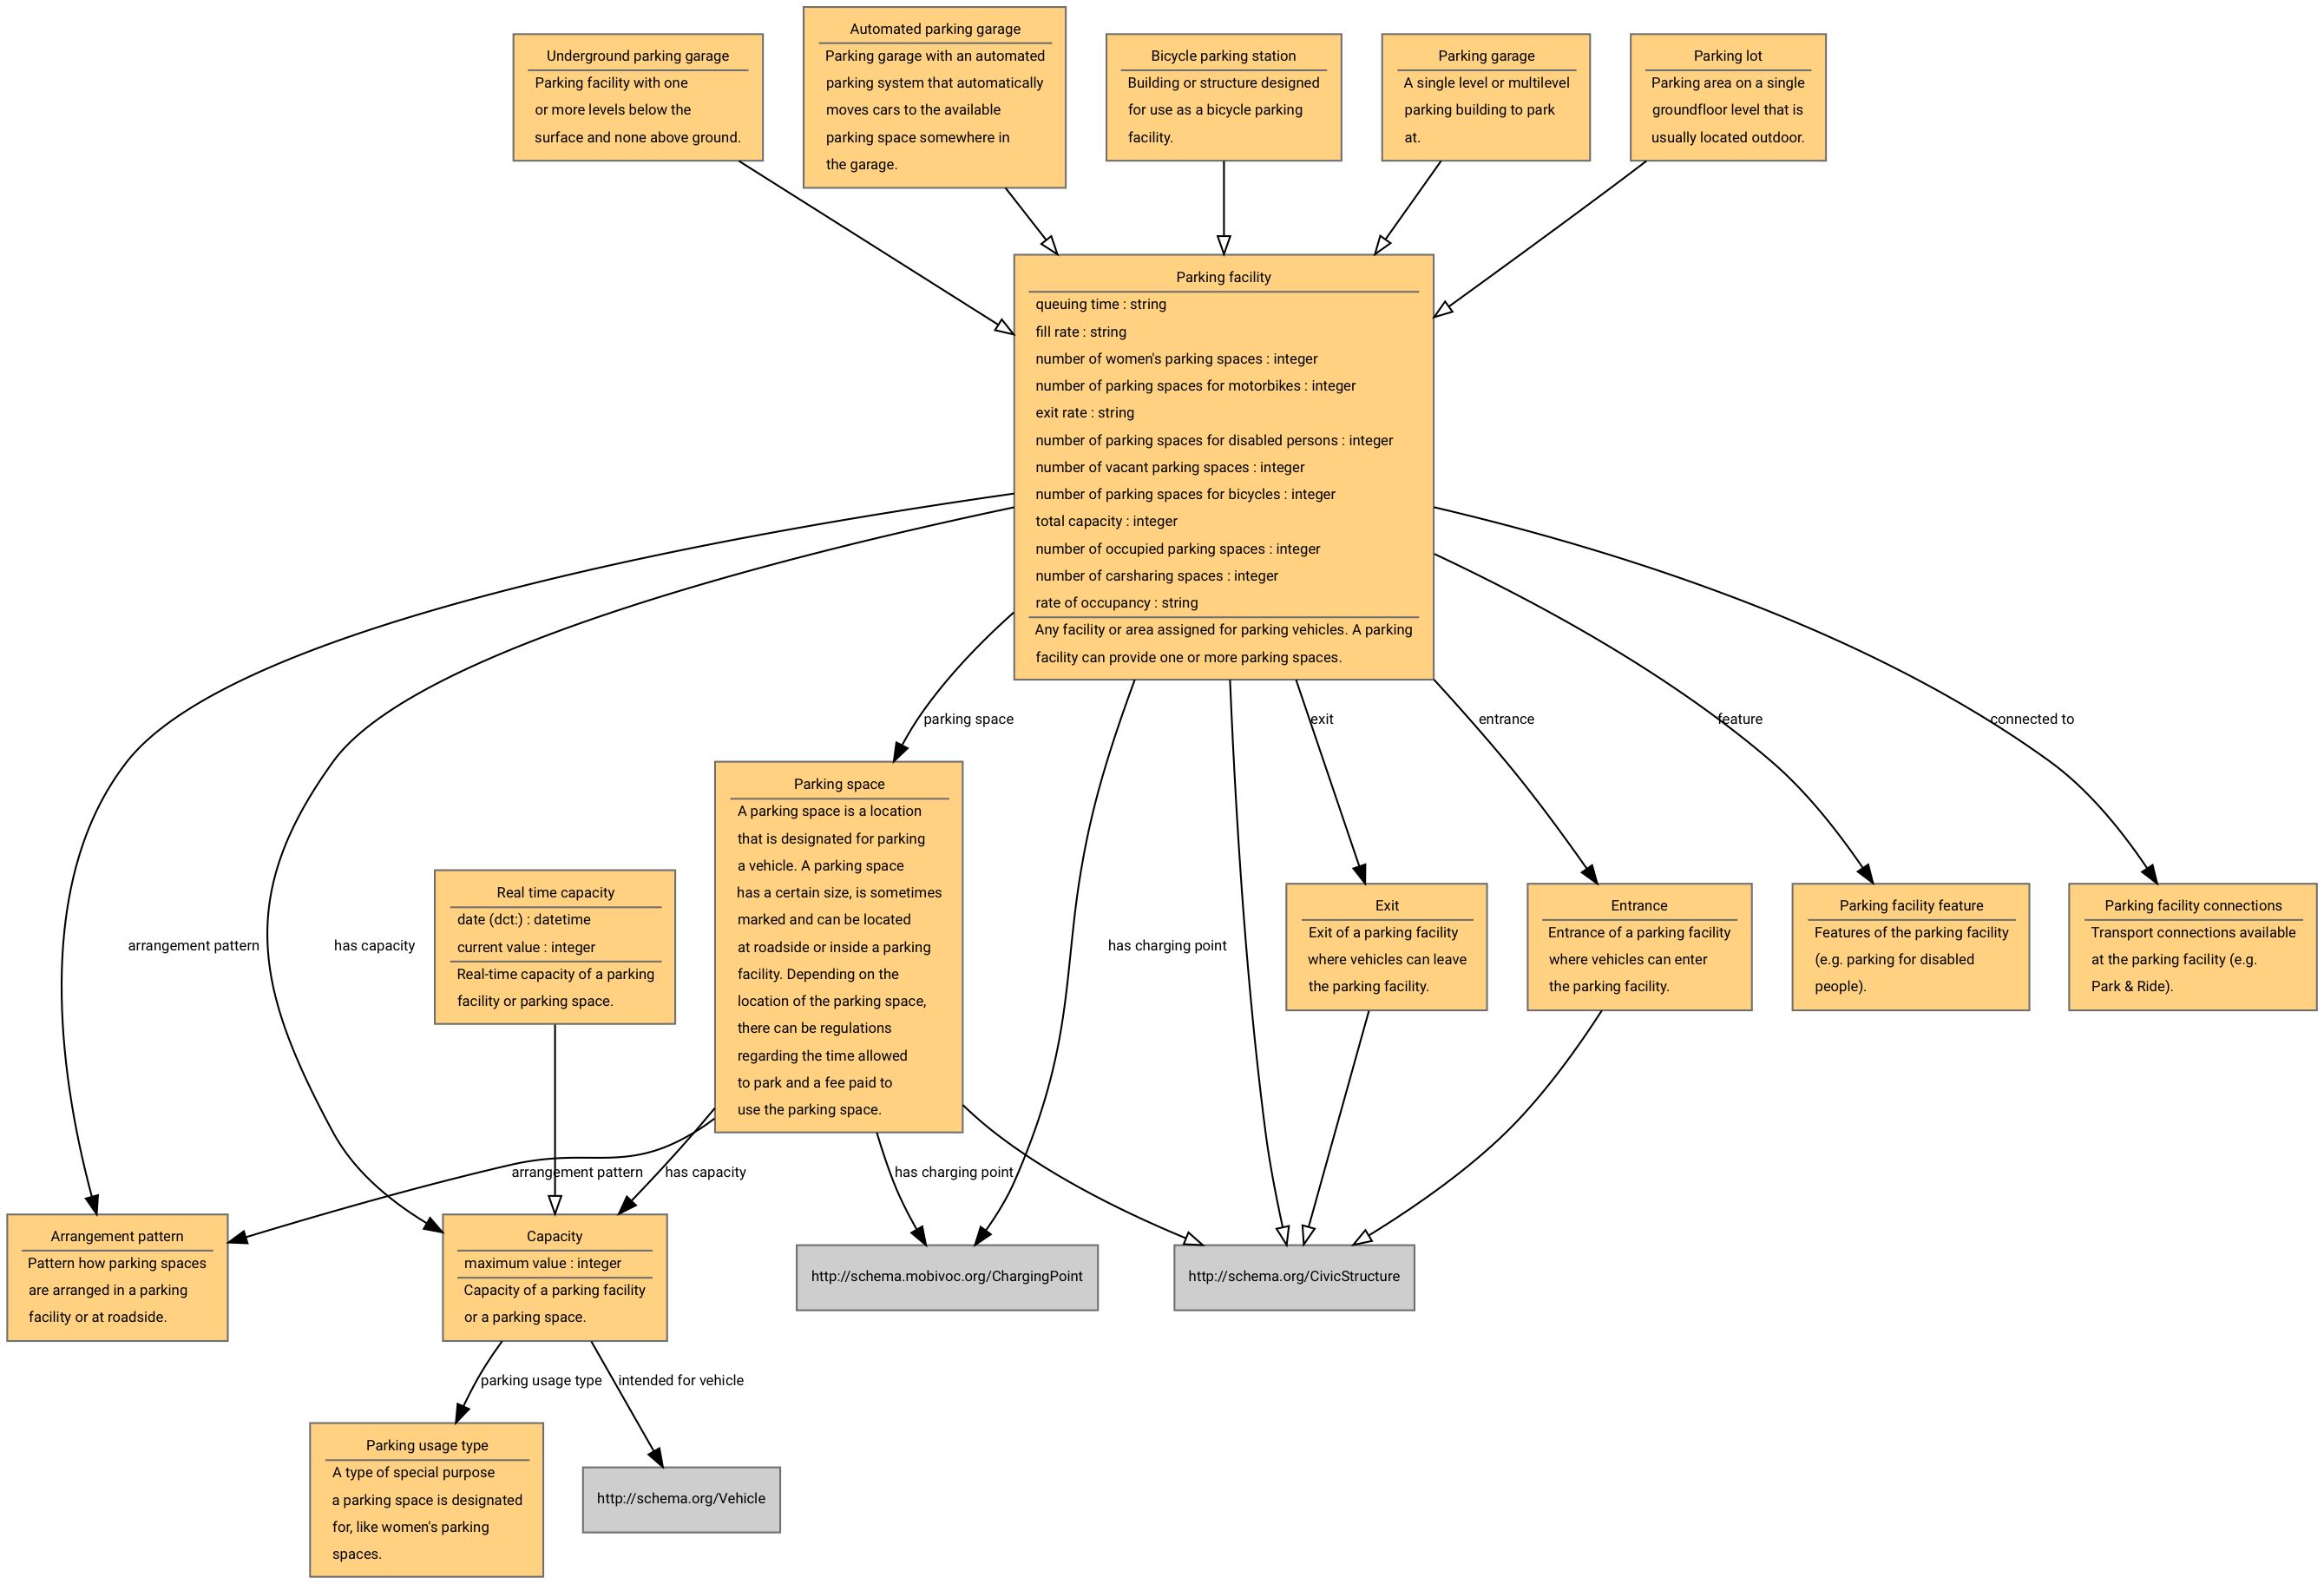 Underground parking garage
Parking facility with one
or more levels below the
surface and none above ground.
Automated parking garage
Parking garage with an automated
parking system that automatically
moves cars to the available
parking space somewhere in
the garage.
Bicycle parking station
Building or structure designed
for use as a bicycle parking
facility.
Parking garage
A single level or multilevel
parking building to park
at.
Parking lot
Parking area on a single
groundfloor level that is
usually located outdoor.
Parking facility
queuing time : string
fill rate : string
number of women's parking spaces : integer
number of parking spaces for motorbikes : integer
exit rate : string
number of parking spaces for disabled persons : integer
number of vacant parking spaces : integer
number of parking spaces for bicycles : integer
total capacity : integer
number of occupied parking spaces : integer
number of carsharing spaces : integer
rate of occupancy : string
Any facility or area assigned for parking vehicles. A parking
facility can provide one or more parking spaces.
parking space
exit
entrance
feature
connected to
Parking space
A parking space is a location
that is designated for parking
a vehicle. A parking space
has a certain size, is sometimes
marked and can be located
at roadside or inside a parking
facility. Depending on the
location of the parking space,
there can be regulations
regarding the time allowed
to park and a fee paid to
use the parking space.
Real time capacity
date (dct:) : datetime
current value : integer
Real-time capacity of a parking
facility or parking space.
Exit
Exit of a parking facility
where vehicles can leave
the parking facility.
Entrance
Entrance of a parking facility
where vehicles can enter
the parking facility.
Parking facility feature
Features of the parking facility
(e.g. parking for disabled
people).
Parking facility connections
Transport connections available
at the parking facility (e.g.
Park & Ride).
arrangement pattern
has capacity
has charging point
arrangement pattern
has capacity
has charging point
Arrangement pattern
Pattern how parking spaces
are arranged in a parking
facility or at roadside.
Capacity
maximum value : integer
Capacity of a parking facility
or a parking space.
http://schema.mobivoc.org/ChargingPoint
http://schema.org/CivicStructure
parking usage type
intended for vehicle
Parking usage type
A type of special purpose
a parking space is designated
for, like women's parking
spaces.
http://schema.org/Vehicle